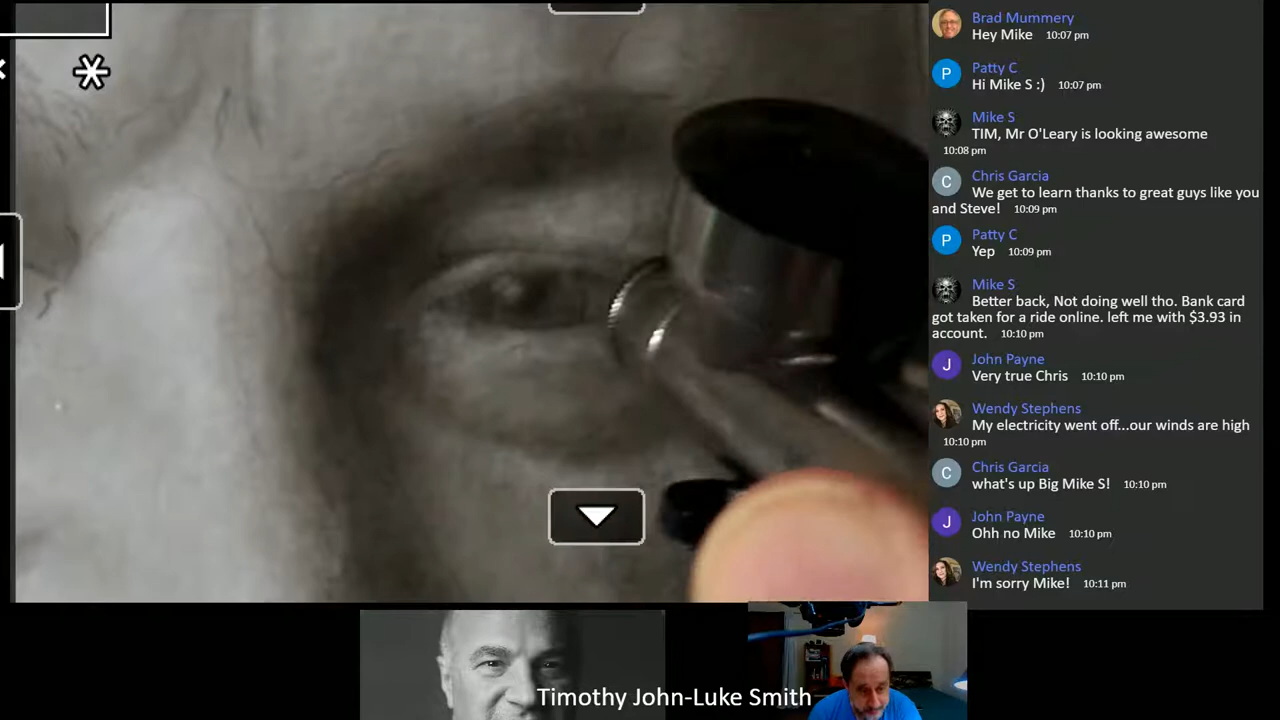 Brad Mummery
Hey Mike 10:07 pm
P
Patty C
Hi Mike S :) 10:07 pm
Mike S
TIM, Mr O'Leary is looking awesome
10:08 pm
C
Chris Garcia
We get to learn thanks to great guys like you
and Steve! 10:09 pm
P
Patty C
Yep 10:09 pm
Mike S
Better back, Not doing well tho. Bank card
got taken for a ride online. left me with $3.93 in
account. 10:10 pm
J
John Payne
Very true Chris 10:10 pm
Wendy Stephens
My electricity went off...our winds are high
10:10 pm
C
Chris Garcia
what's up Big Mike S! 10:10 pm
J
John Payne
Ohh no Mike 10:10 pm
Wendy Stephens
I'm sorry Mike! 10:11 pm
Timothy John-Luke Smith